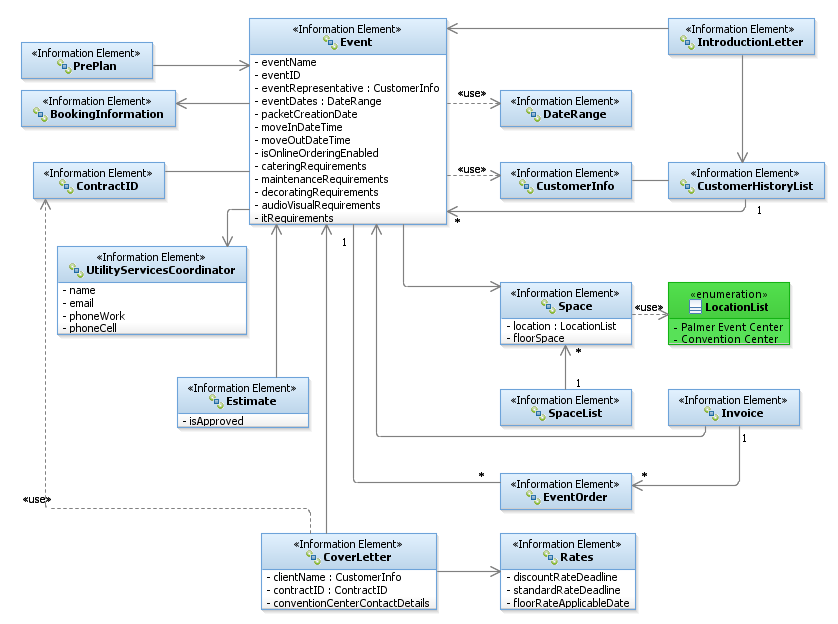 «Information Element»
Event
- eventName
- eventID
- eventRepresentative : CustomerInfo
- eventDates : DateRange
- packetCreationDate
- moveInDateTime
- moveOutDateTime
- isOnlineOrderingEnabled
- cateringRequirements
- maintenanceRequirements
- decoratingRequirements
- audioVisualRequirements
- itRequirements
«Information Element»
IntroductionLetter
«Information Element»
PrePlan
«Information Element»
BookingInformation
«use»
«Information Element»
DateRange
«Information Element»
ContractID
«use»
«Information Element»
CustomerInfo
«Information Element»
CustomerHistoryList
1
*
1
«Information Element»
UtilityServicesCoordinator
- name
- email
- phoneWork
- phoneCell
«Information Element»
Space
- location : LocationList
- floorSpace
«use»
«enumeration»
LocationList
- Palmer Event Center
- Convention Center
*
1
«Information Element»
Estimate
- isApproved
«Information Element»
SpaceList
«Information Element»
Invoice
1
*
*
«Information Element»
EventOrder
«use»
«Information Element»
CoverLetter
- clientName : CustomerInfo
- contractID : ContractID
- conventionCenterContactDetails
«Information Element»
Rates
- discountRateDeadline
- standardRateDeadline
- floorRateApplicableDate